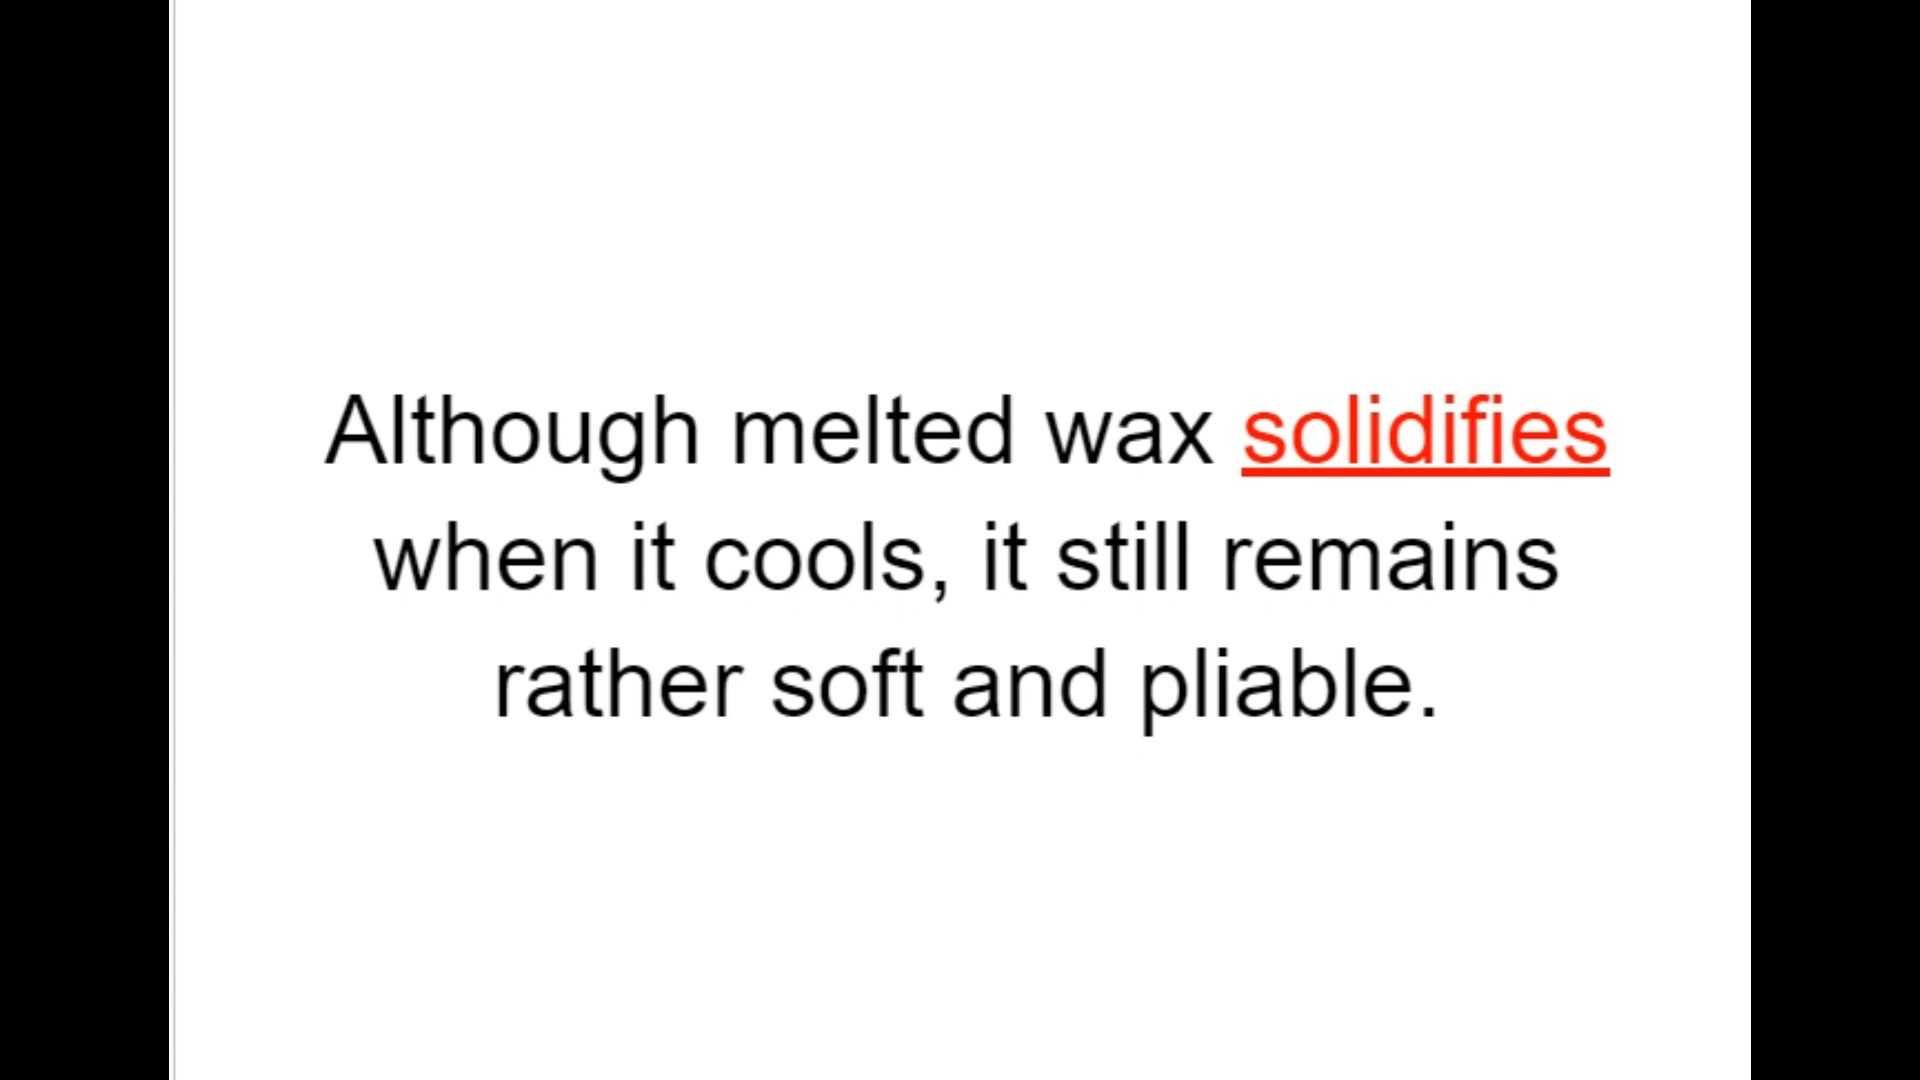 Although melted wax solidifies
when it cools, it still remains
rather soft and pliable.